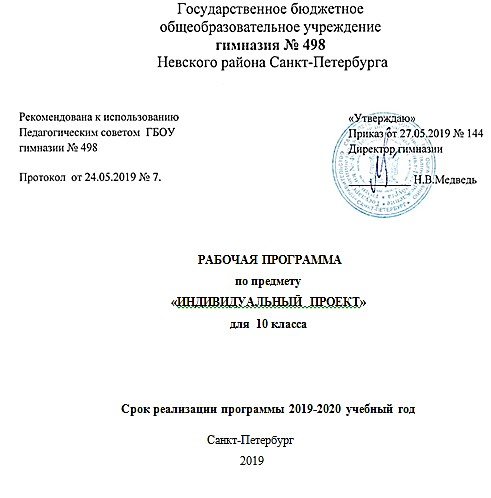 Государственное бюджетное
общеобразовательное учреждение
гимназия № 498
Невского района Санкт-Петербурга
Рекомендована к использованию
Педагогическим советом ГБОУ
гимназии № 498
Протокол от 24.05.2019 № 7.
«Утверждаю»
Приказ от 27.05.2019 № 144
Директор гимназии
____________ Н.В.Медведь
РАБОЧАЯ ПРОГРАММА
по предмету
«ИНДИВИДУАЛЬНЫЙ ПРОЕКТ»
для 10 класса
Срок реализации программы 2019-2020 учебный год
Санкт-Петербург
2019